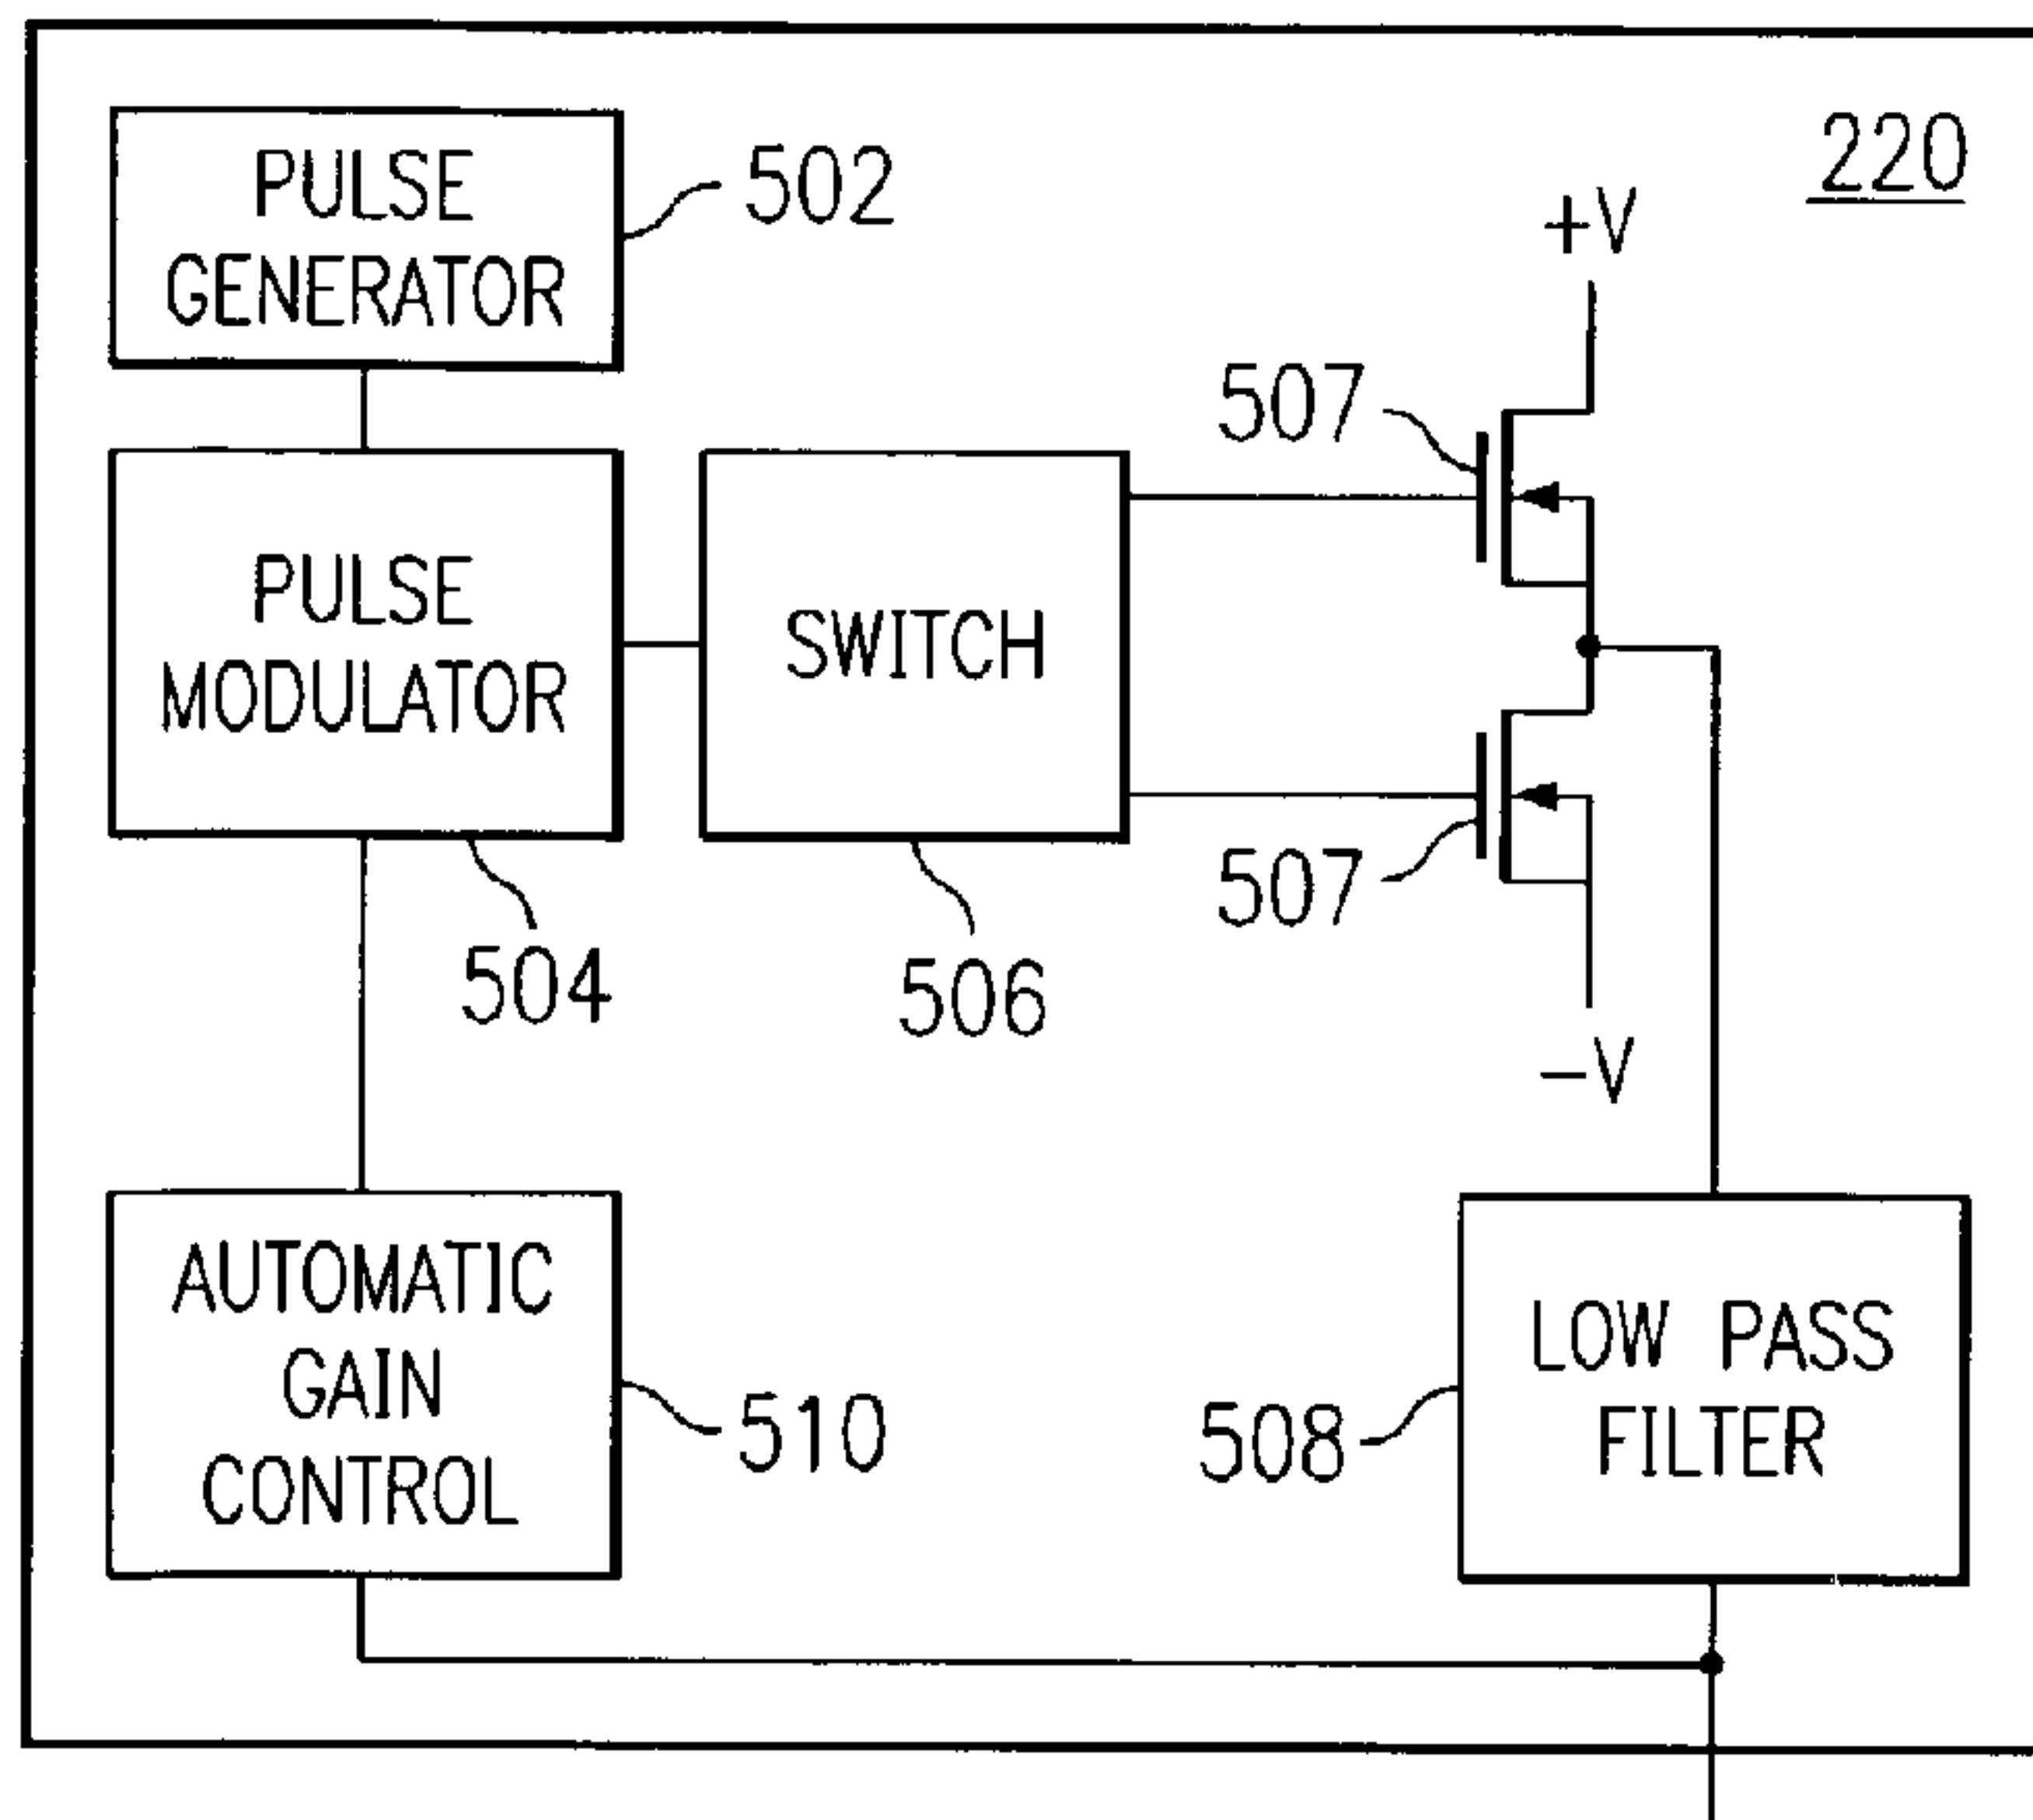 220
PULSE
GENERATOR
502
+V
507
PULSE
MODULATOR
SWITCH
507
504
506
-V
AUTOMATIC
GAIN
CONTROL
510
LOW PASS
FILTER
508